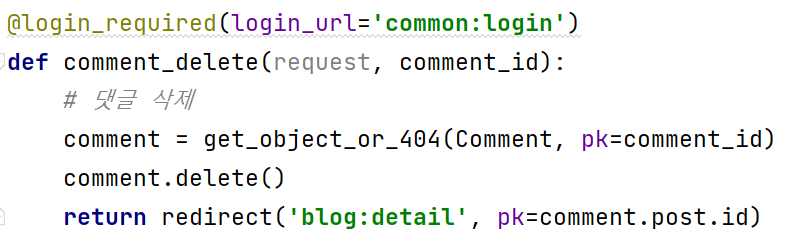 @login_required(login_url='common:login')
def comment_delete(request, comment_id):
    # 댓글 삭제
    comment = get_object_or_404(Comment, pk=comment_id)
    comment.delete()
    return redirect('blog:detail', pk=comment.post.id)